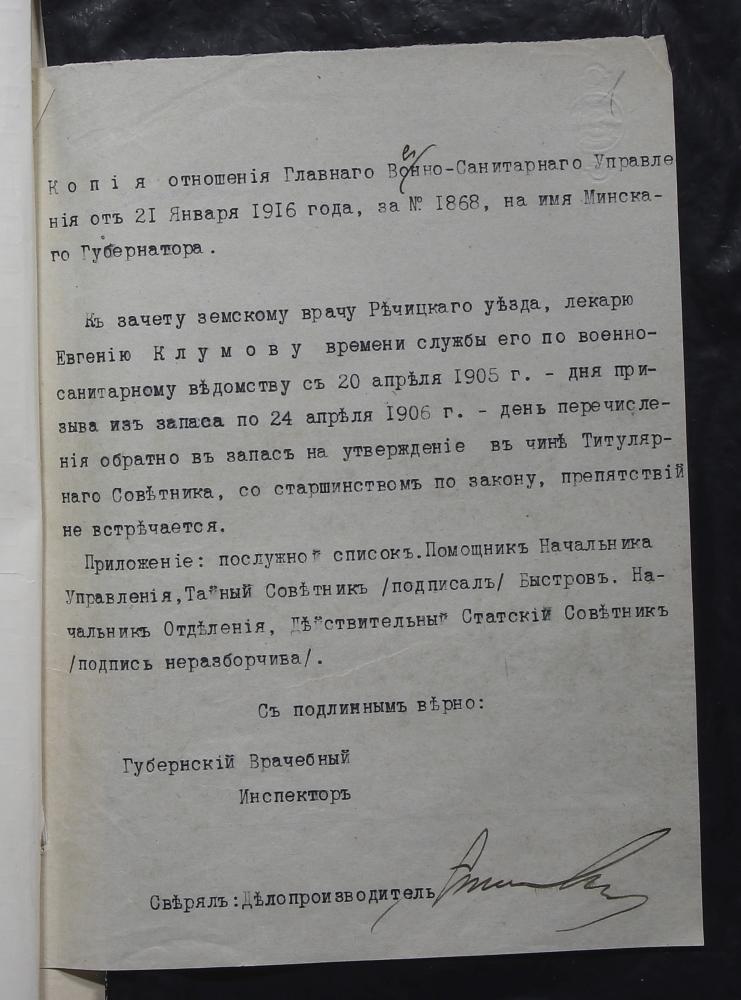 Копія отношенія Главнаго Военно-Санитарнаго Управле
нія отъ 21 Января 1916 года, за № 1868, на имя Минска-
го Губернатора.
Къ зачету земскому врачу Рѣчицкаго уѣзда, лекарю
Евгенію Клумову времени службы его по военно-
санитарному вѣдомству съ 20 апрѣля 1905 г. - дня при-
зыва изъ запаса по 24 апрѣля 1906 г. - день перечисле-
нія обратно въ запасъ на утвержденіе въ чинѣ Титуляр-
наго Совѣтника, со старшинствомъ по закону, препятствій
не встрѣчается.
Приложеніе: послужной списокъ.Помощникъ Начальника
Управленія,Тайный Совѣтникъ /подписалъ/ Быстровъ. На-
чальникъ Отдѣленія, Дѣйствительный Статскій Совѣтникъ
/подпись неразборчива/.
Съ подлиннымъ вѣрно:
Губернскій Врачебный
Инспекторъ
Свѣрялъ:Дѣлопроизводитель